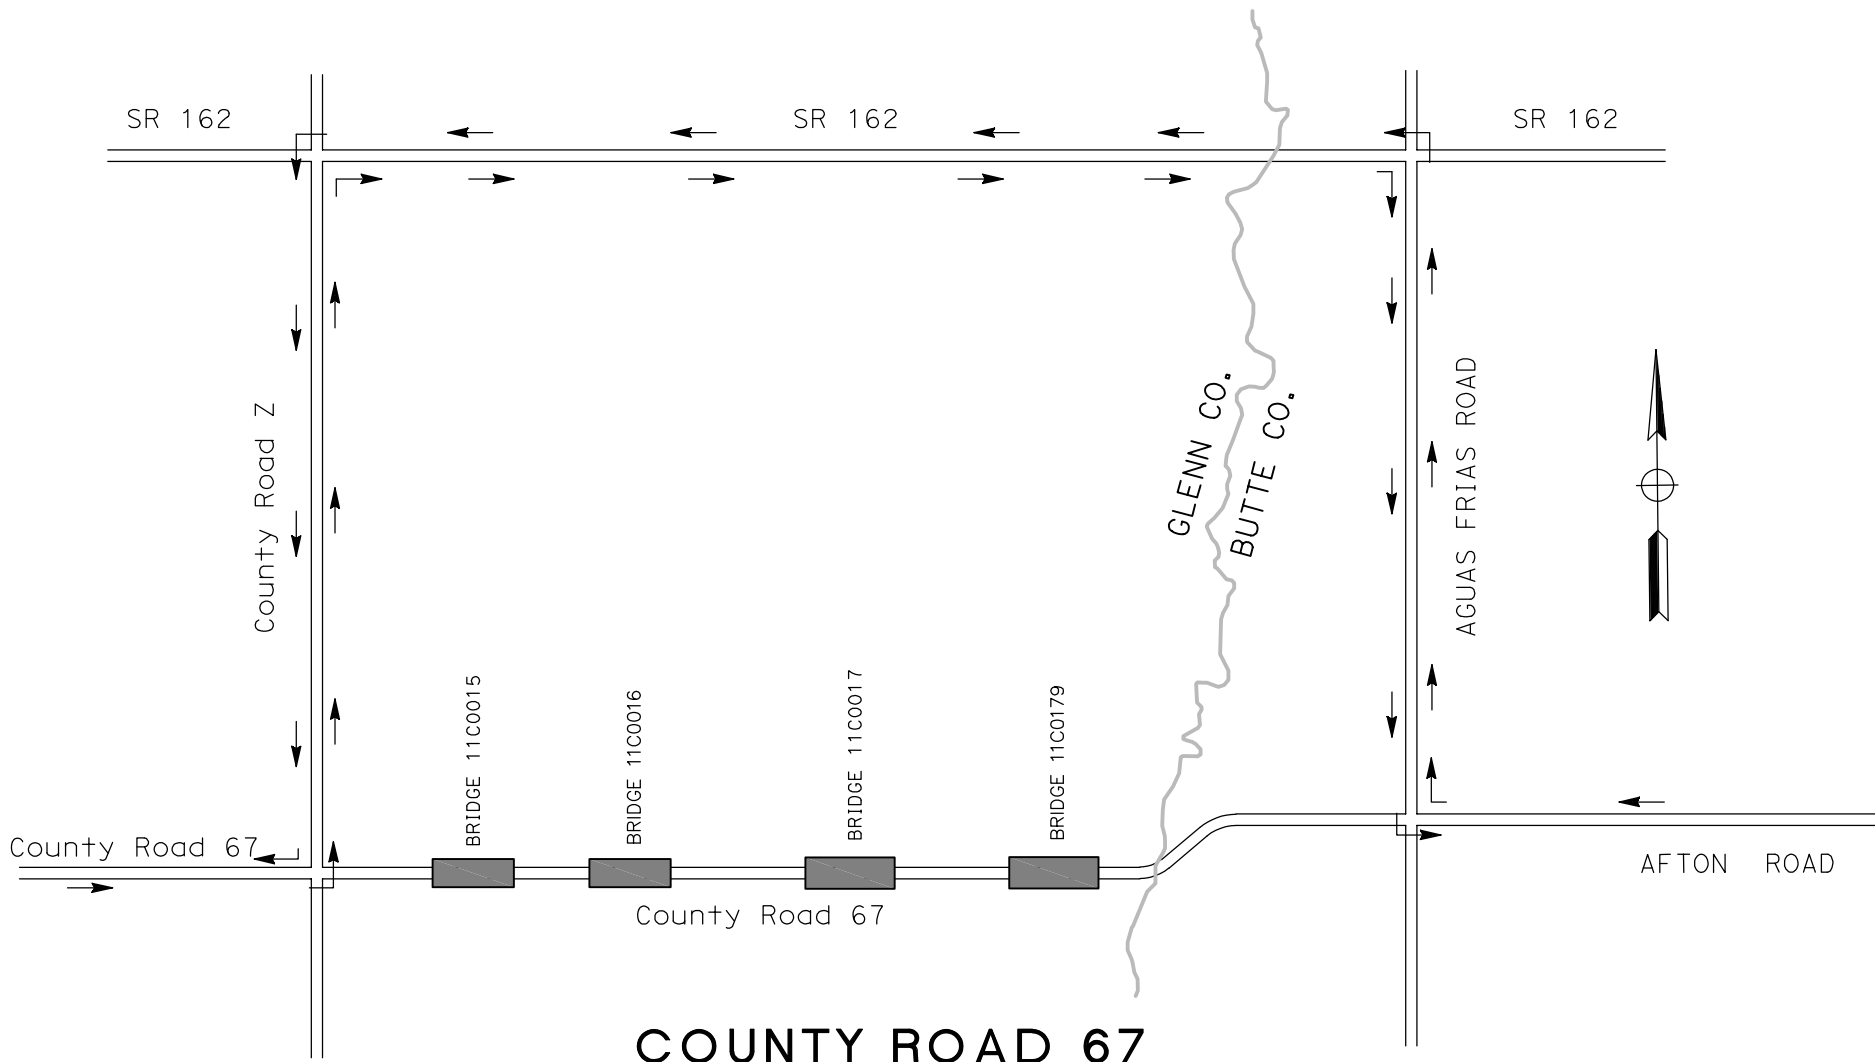 SR 162
SR 162
SR 162
County Road Z
GLENN CO.
BUTTE CO.
AGUAS FRIAS ROAD
BRIDGE 11C0015
BRIDGE 11C0016
BRIDGE 11C0017
BRIDGE 11C0179
County Road 67
AFTON ROAD
County Road 67
COUNTY ROAD 67